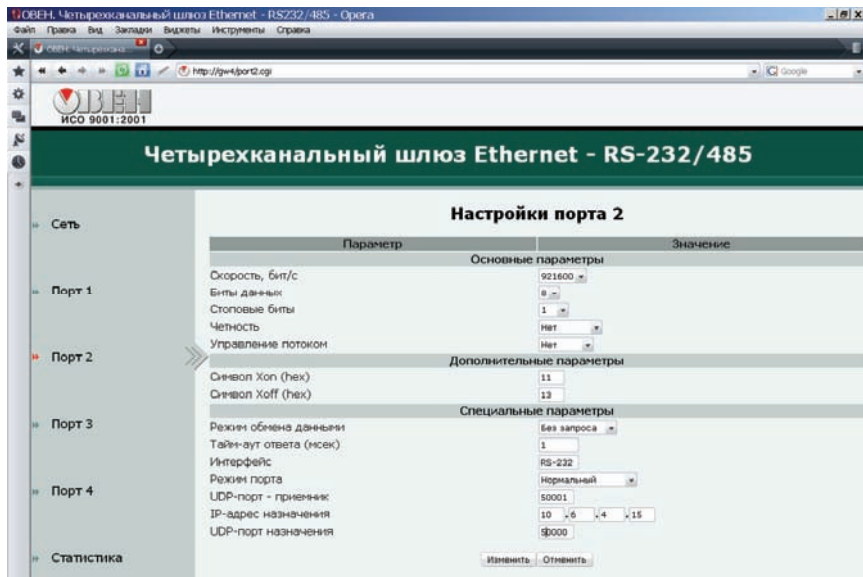 ОВЕН. Четырехканальный шлюз Ethernet - RS232/485 - Opera
Файл Правка Вид Закладки Виджеты Инструменты Справка
ОВЕН. Четырехкана...
http://gw4/port2.cgi
Google
ОВЕН
ИСО 9001:2001
Четырехканальный шлюз Ethernet - RS-232/485
Сеть
Порт 1
Порт 2
Порт 3
Порт 4
Статистика
Настройки порта 2
Параметр Значение
Основные параметры
Скорость, бит/с 921600
Биты данных 8
Стоповые биты 1
Четность Нет
Управление потоком Нет
Дополнительные параметры
Символ Xon (hex) 11
Символ Xoff (hex) 13
Специальные параметры
Режим обмена данными Без запроса
Тайм-аут ответа (мсек) 1
Интерфейс RS-232
Режим порта Нормальный
UDP-порт - приемник 50001
IP-адрес назначения 10 . 6 . 4 . 15
UDP-порт назначения 50000
Изменить Отменить